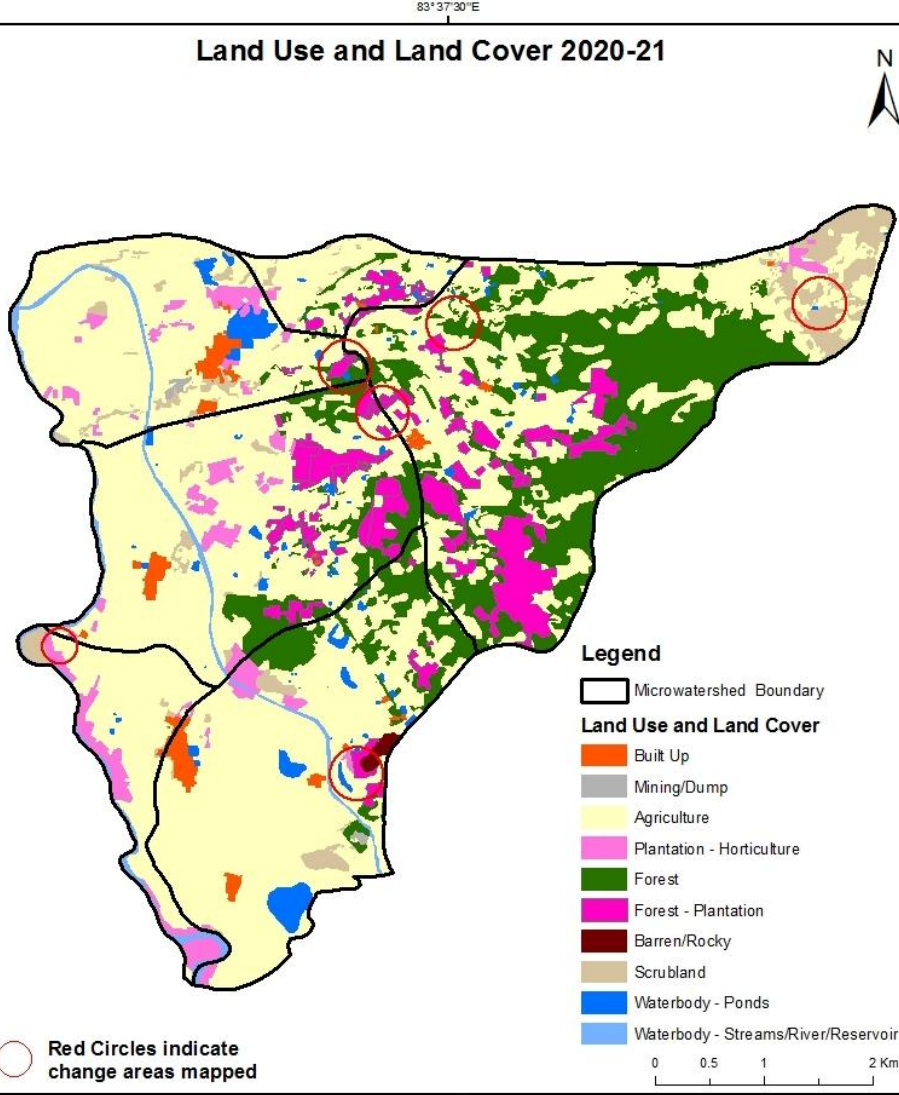 83°37'30"E
Land Use and Land Cover 2020-21
N
Legend
Microwatershed Boundary
Land Use and Land Cover
Built Up
Mining/Dump
Agriculture
Plantation - Horticulture
Forest
Forest - Plantation
Barren/Rocky
Scrubland
Waterbody - Ponds
Waterbody - Streams/River/Reservoir
Red Circles indicate
change areas mapped
0 0.5 1 2 Km